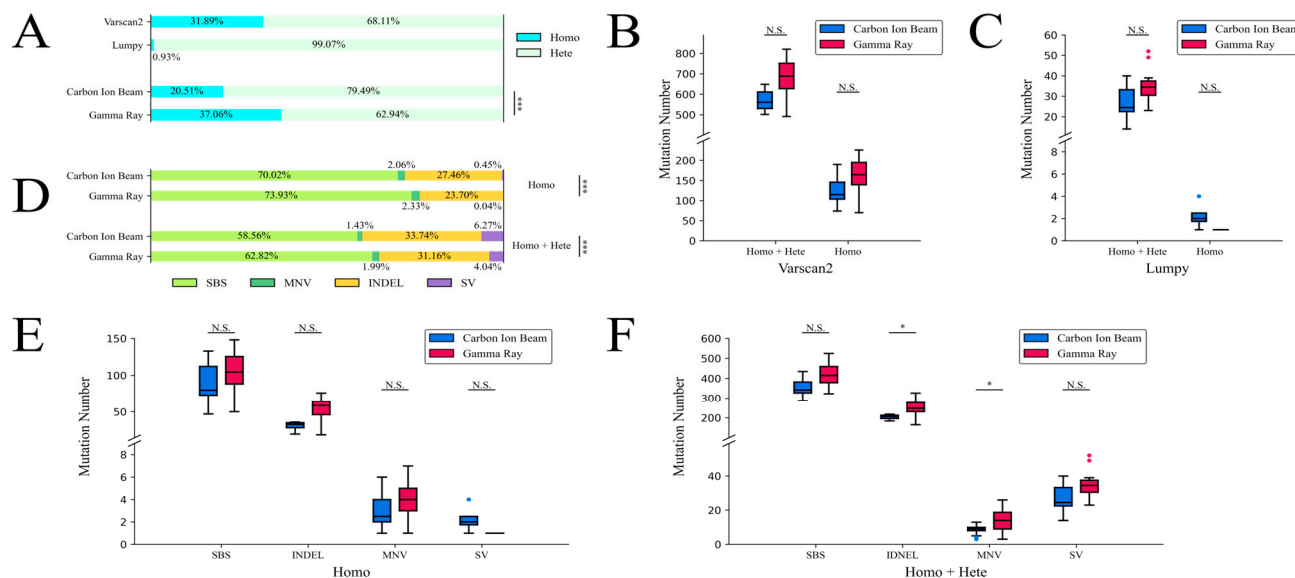 A
Varscan2
31.89%
68.11%
Homo
Hete
Lumpy
99.07%
0.93%
Carbon Ion Beam
20.51%
79.49%
***
Gamma Ray
37.06%
62.94%
B
Mutation Number
800
700
600
500
200
150
100
50
0
N.S.
N.S.
Carbon Ion Beam
Gamma Ray
Homo + Hete
Homo
Varscan2
C
Mutation Number
60
50
40
30
20
8
6
4
2
0
N.S.
N.S.
Carbon Ion Beam
Gamma Ray
Homo + Hete
Homo
Lumpy
D
2.06%
0.45%
Carbon Ion Beam
70.02%
27.46%
Homo
***
Gamma Ray
73.93%
23.70%
2.33%
0.04%
1.43%
6.27%
Carbon Ion Beam
58.56%
33.74%
Homo + Hete
***
Gamma Ray
62.82%
31.16%
1.99%
4.04%
SBS
MNV
INDEL
SV
E
Mutation Number
150
100
50
8
6
4
2
0
N.S.
N.S.
N.S.
N.S.
Carbon Ion Beam
Gamma Ray
SBS
INDEL
MNV
SV
Homo
F
Mutation Number
600
500
400
300
200
40
20
0
N.S.
*
*
N.S.
Carbon Ion Beam
Gamma Ray
SBS
IDNEL
MNV
SV
Homo + Hete